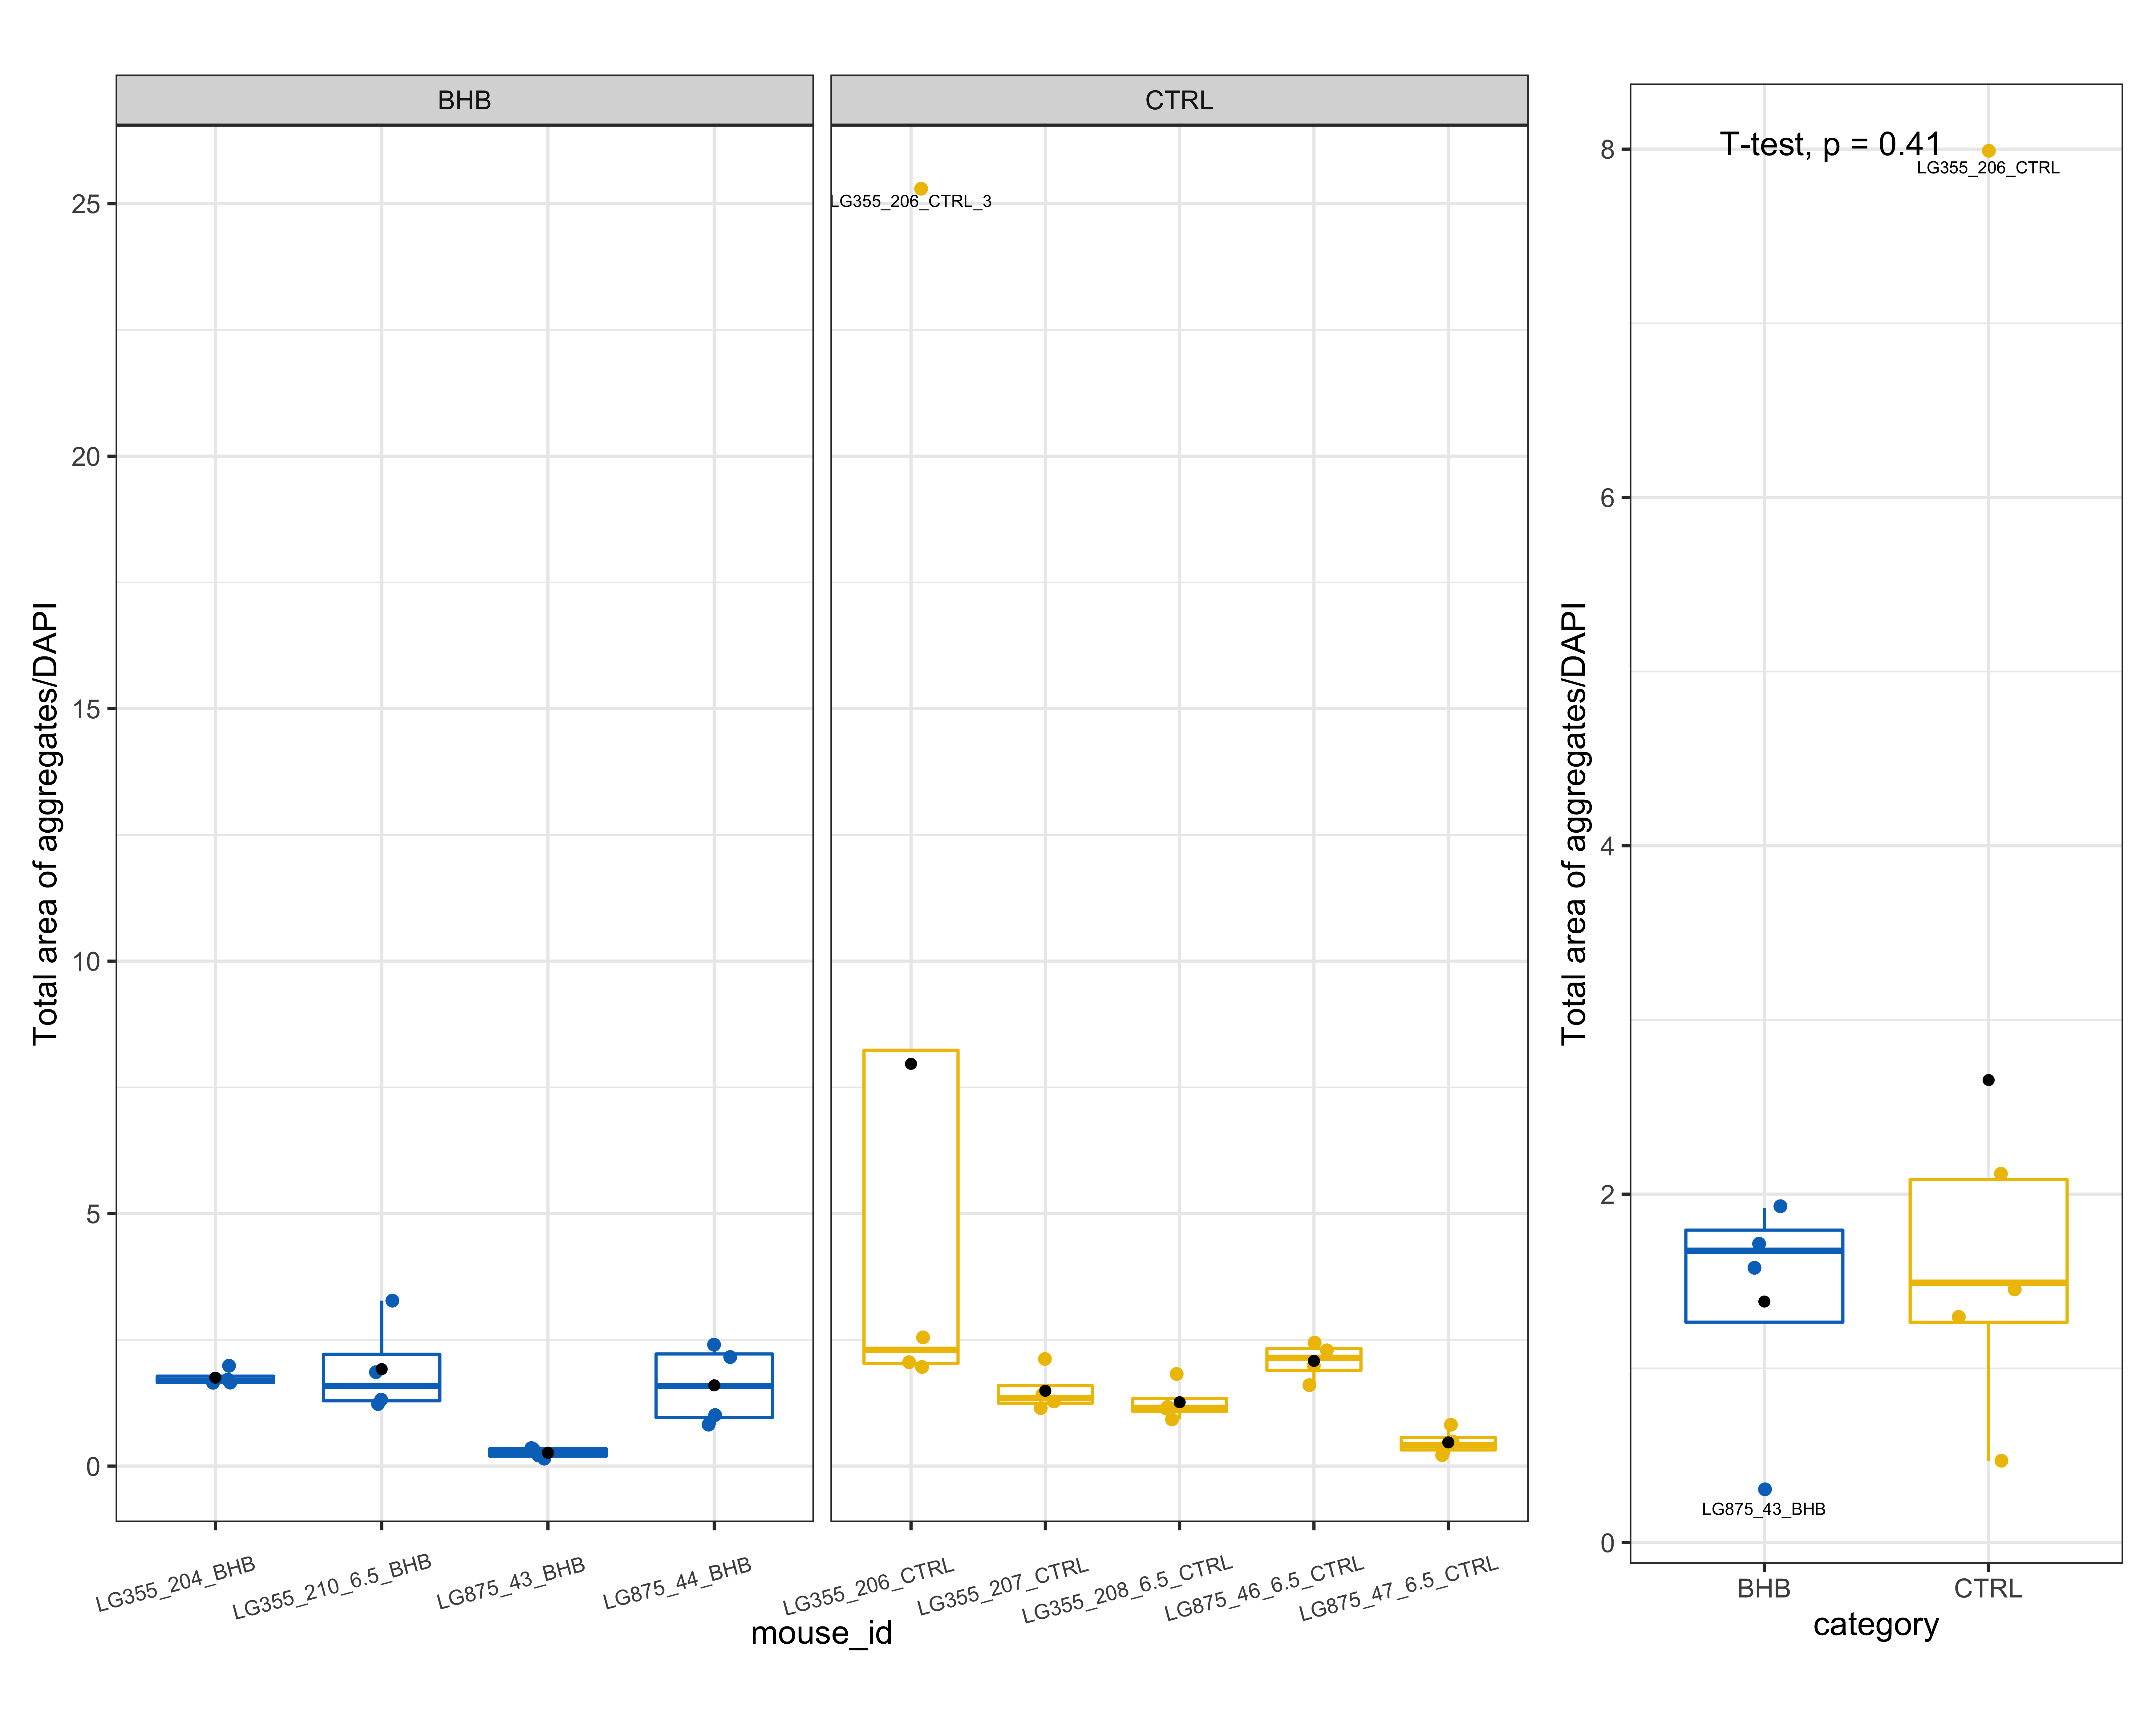 BHB
CTRL
Total area of aggregates/DAPI
25
20
15
10
5
0
LG355_206_CTRL_3
LG355_204_BHB
LG355_210_6.5_BHB
LG875_43_BHB
LG875_44_BHB
LG355_206_CTRL
LG355_207_CTRL
LG355_208_6.5_CTRL
LG875_46_6.5_CTRL
LG875_47_6.5_CTRL
mouse_id
Total area of aggregates/DAPI
8
6
4
2
0
T-test, p = 0.41
LG355_206_CTRL
LG875_43_BHB
BHB
CTRL
category